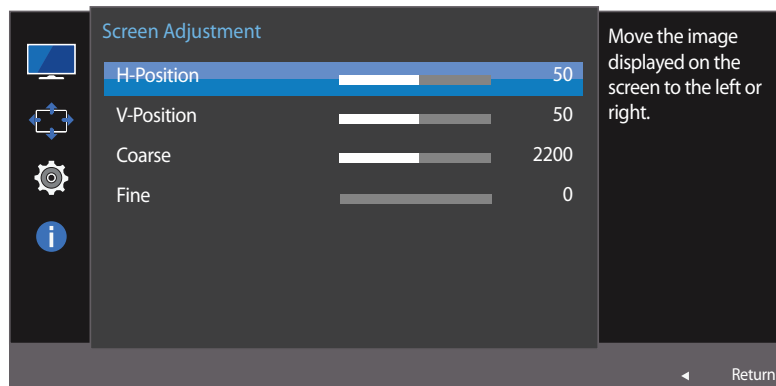 Screen Adjustment
H-Position 50
V-Position 50
Coarse 2200
Fine 0
Move the image
displayed on the
screen to the left or
right.
i
◄ Return